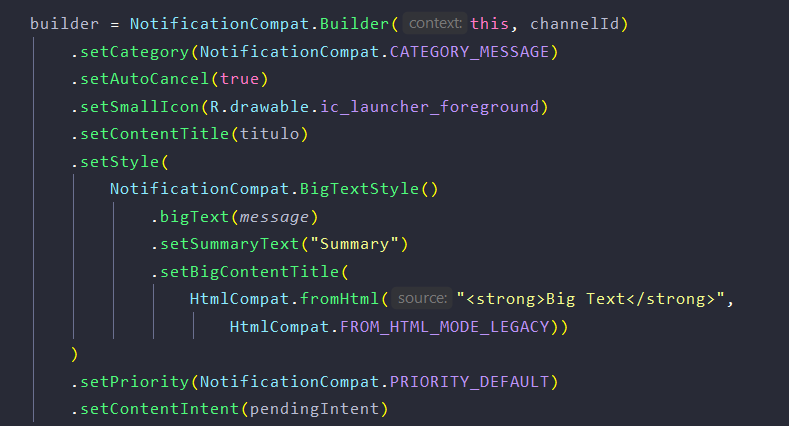 builder = NotificationCompat.Builder( context: this, channelId)
.setCategory(NotificationCompat.CATEGORY_MESSAGE)
.setAutoCancel(true)
.setSmallIcon(R.drawable.ic_launcher_foreground)
.setContentTitle(titulo)
.setStyle(
NotificationCompat.BigTextStyle()
.bigText(message)
.setSummaryText("Summary")
.setBigContentTitle(
HtmlCompat.fromHtml( source: "<strong>Big Text</strong>",
HtmlCompat.FROM_HTML_MODE_LEGACY))
)
.setPriority(NotificationCompat.PRIORITY_DEFAULT)
.setContentIntent(pendingIntent)